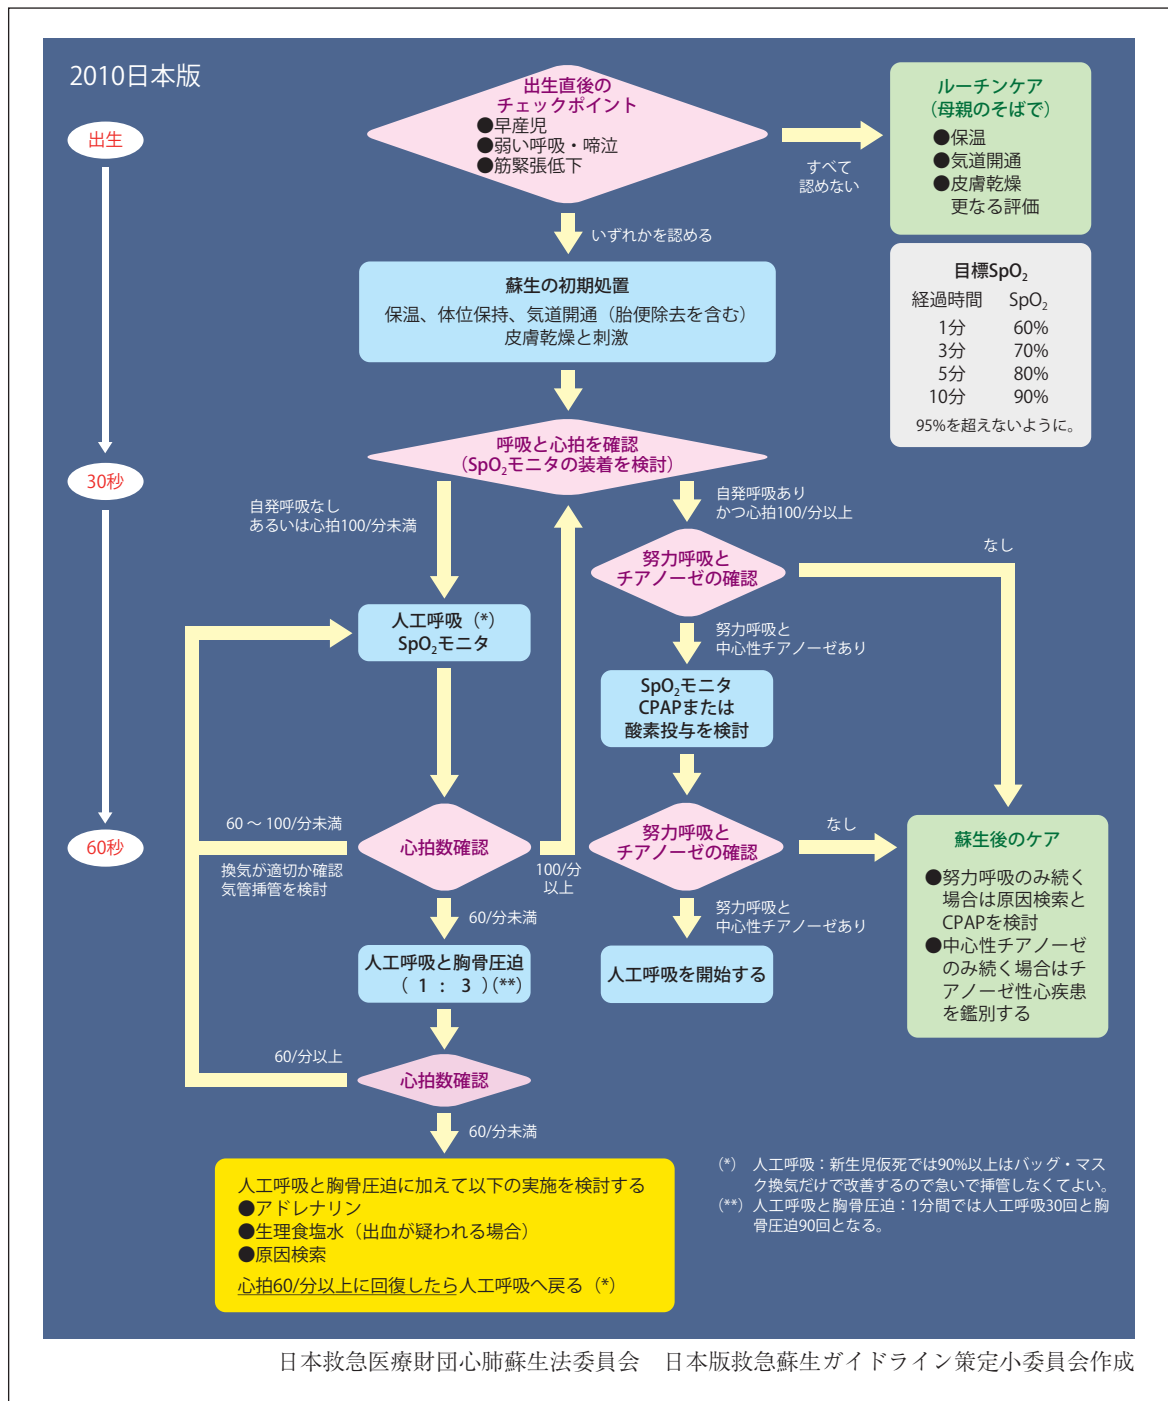 2010日本版
出生
出生直後の
チェックポイント
●早産児
●弱い呼吸・啼泣
●筋緊張低下
すべて
認めない
ルーチンケア
(母親のそばで)
●保温
●気道開通
●皮膚乾燥
更なる評価
いずれかを認める
蘇生の初期処置
保温、体位保持、気道開通（胎便除去を含む）
皮膚乾燥と刺激
目標SpO₂
経過時間 SpO₂
1分 60%
3分 70%
5分 80%
10分 90%
95%を超えないように。
30秒
呼吸と心拍を確認
(SpO₂モニタの装着を検討)
自発呼吸なし
あるいは心拍100/分未満
自発呼吸あり
かつ心拍100/分以上
努力呼吸と
チアノーゼの確認
なし
人工呼吸（*）
SpO₂モニタ
努力呼吸と
中心性チアノーゼあり
SpO₂モニタ
CPAPまたは
酸素投与を検討
60秒
60～100/分未満
換気が適切か確認
気管挿管を検討
心拍数確認
100/分
以上
努力呼吸と
チアノーゼの確認
なし
60/分未満
努力呼吸と
中心性チアノーゼあり
人工呼吸と胸骨圧迫
（ 1 : 3 ）(**)
人工呼吸を開始する
蘇生後のケア
●努力呼吸のみ続く
場合は原因検索と
CPAPを検討
●中心性チアノーゼ
のみ続く場合はチ
アノーゼ性心疾患
を鑑別する
60/分以上
心拍数確認
60/分未満
人工呼吸と胸骨圧迫に加えて以下の実施を検討する
●アドレナリン
●生理食塩水（出血が疑われる場合）
●原因検索
心拍60/分以上に回復したら人工呼吸へ戻る（*）
(*) 人工呼吸：新生児仮死では90%以上はバッグ・マス
ク換気だけで改善するので急いで挿管しなくてよい。
(**) 人工呼吸と胸骨圧迫：1分間では人工呼吸30回と胸
骨圧迫90回となる。
日本救急医療財団心肺蘇生法委員会　日本版救急蘇生ガイドライン策定小委員会作成